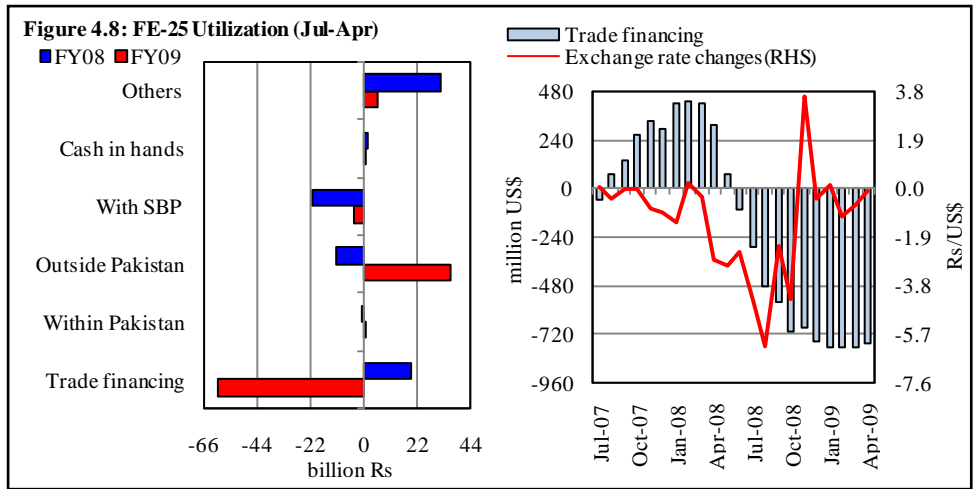 Figure 4.8: FE-25 Utilization (Jul-Apr)
FY08 FY09
Others
Cash in hands
With SBP
Outside Pakistan
Within Pakistan
Trade financing
-66 -44 -22 0 22 44
billion Rs
Trade financing
Exchange rate changes(RHS)
million US$
480
240
0
-240
-480
-720
-960
3.8
1.9
0.0
-1.9
-3.8
-5.7
-7.6
Rs/US$
Jul-07 Oct-07 Jan-08 Apr-08 Jul-08 Oct-08 Jan-09 Apr-09